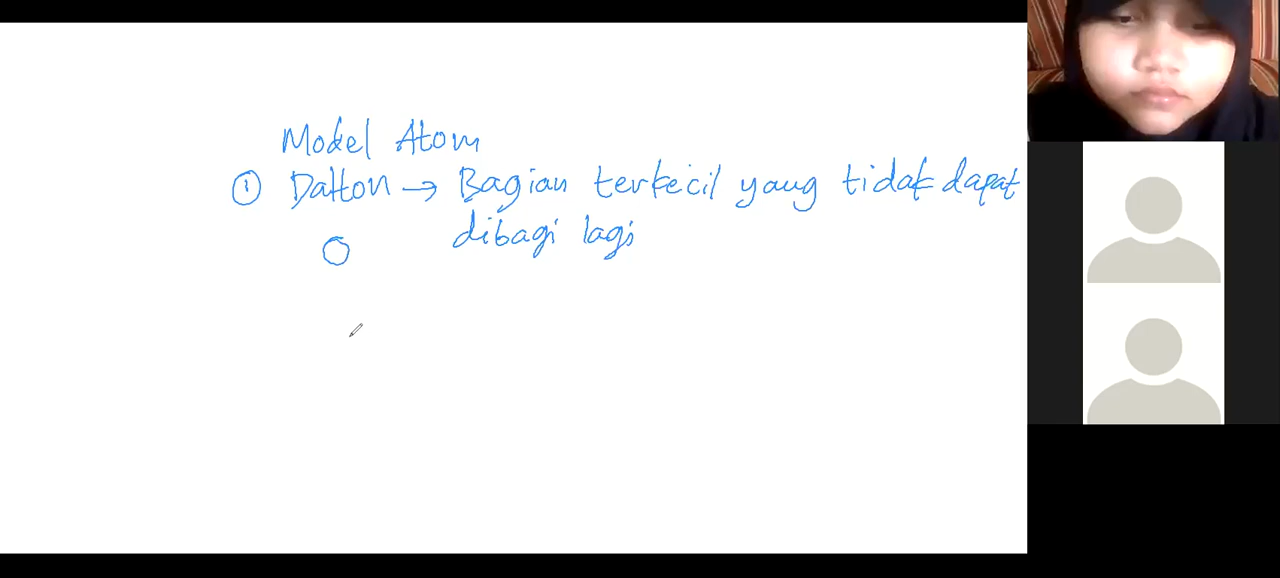 Model Atom
① Dalton → Bagian terkecil yang tidak dapat
dibagi lagi